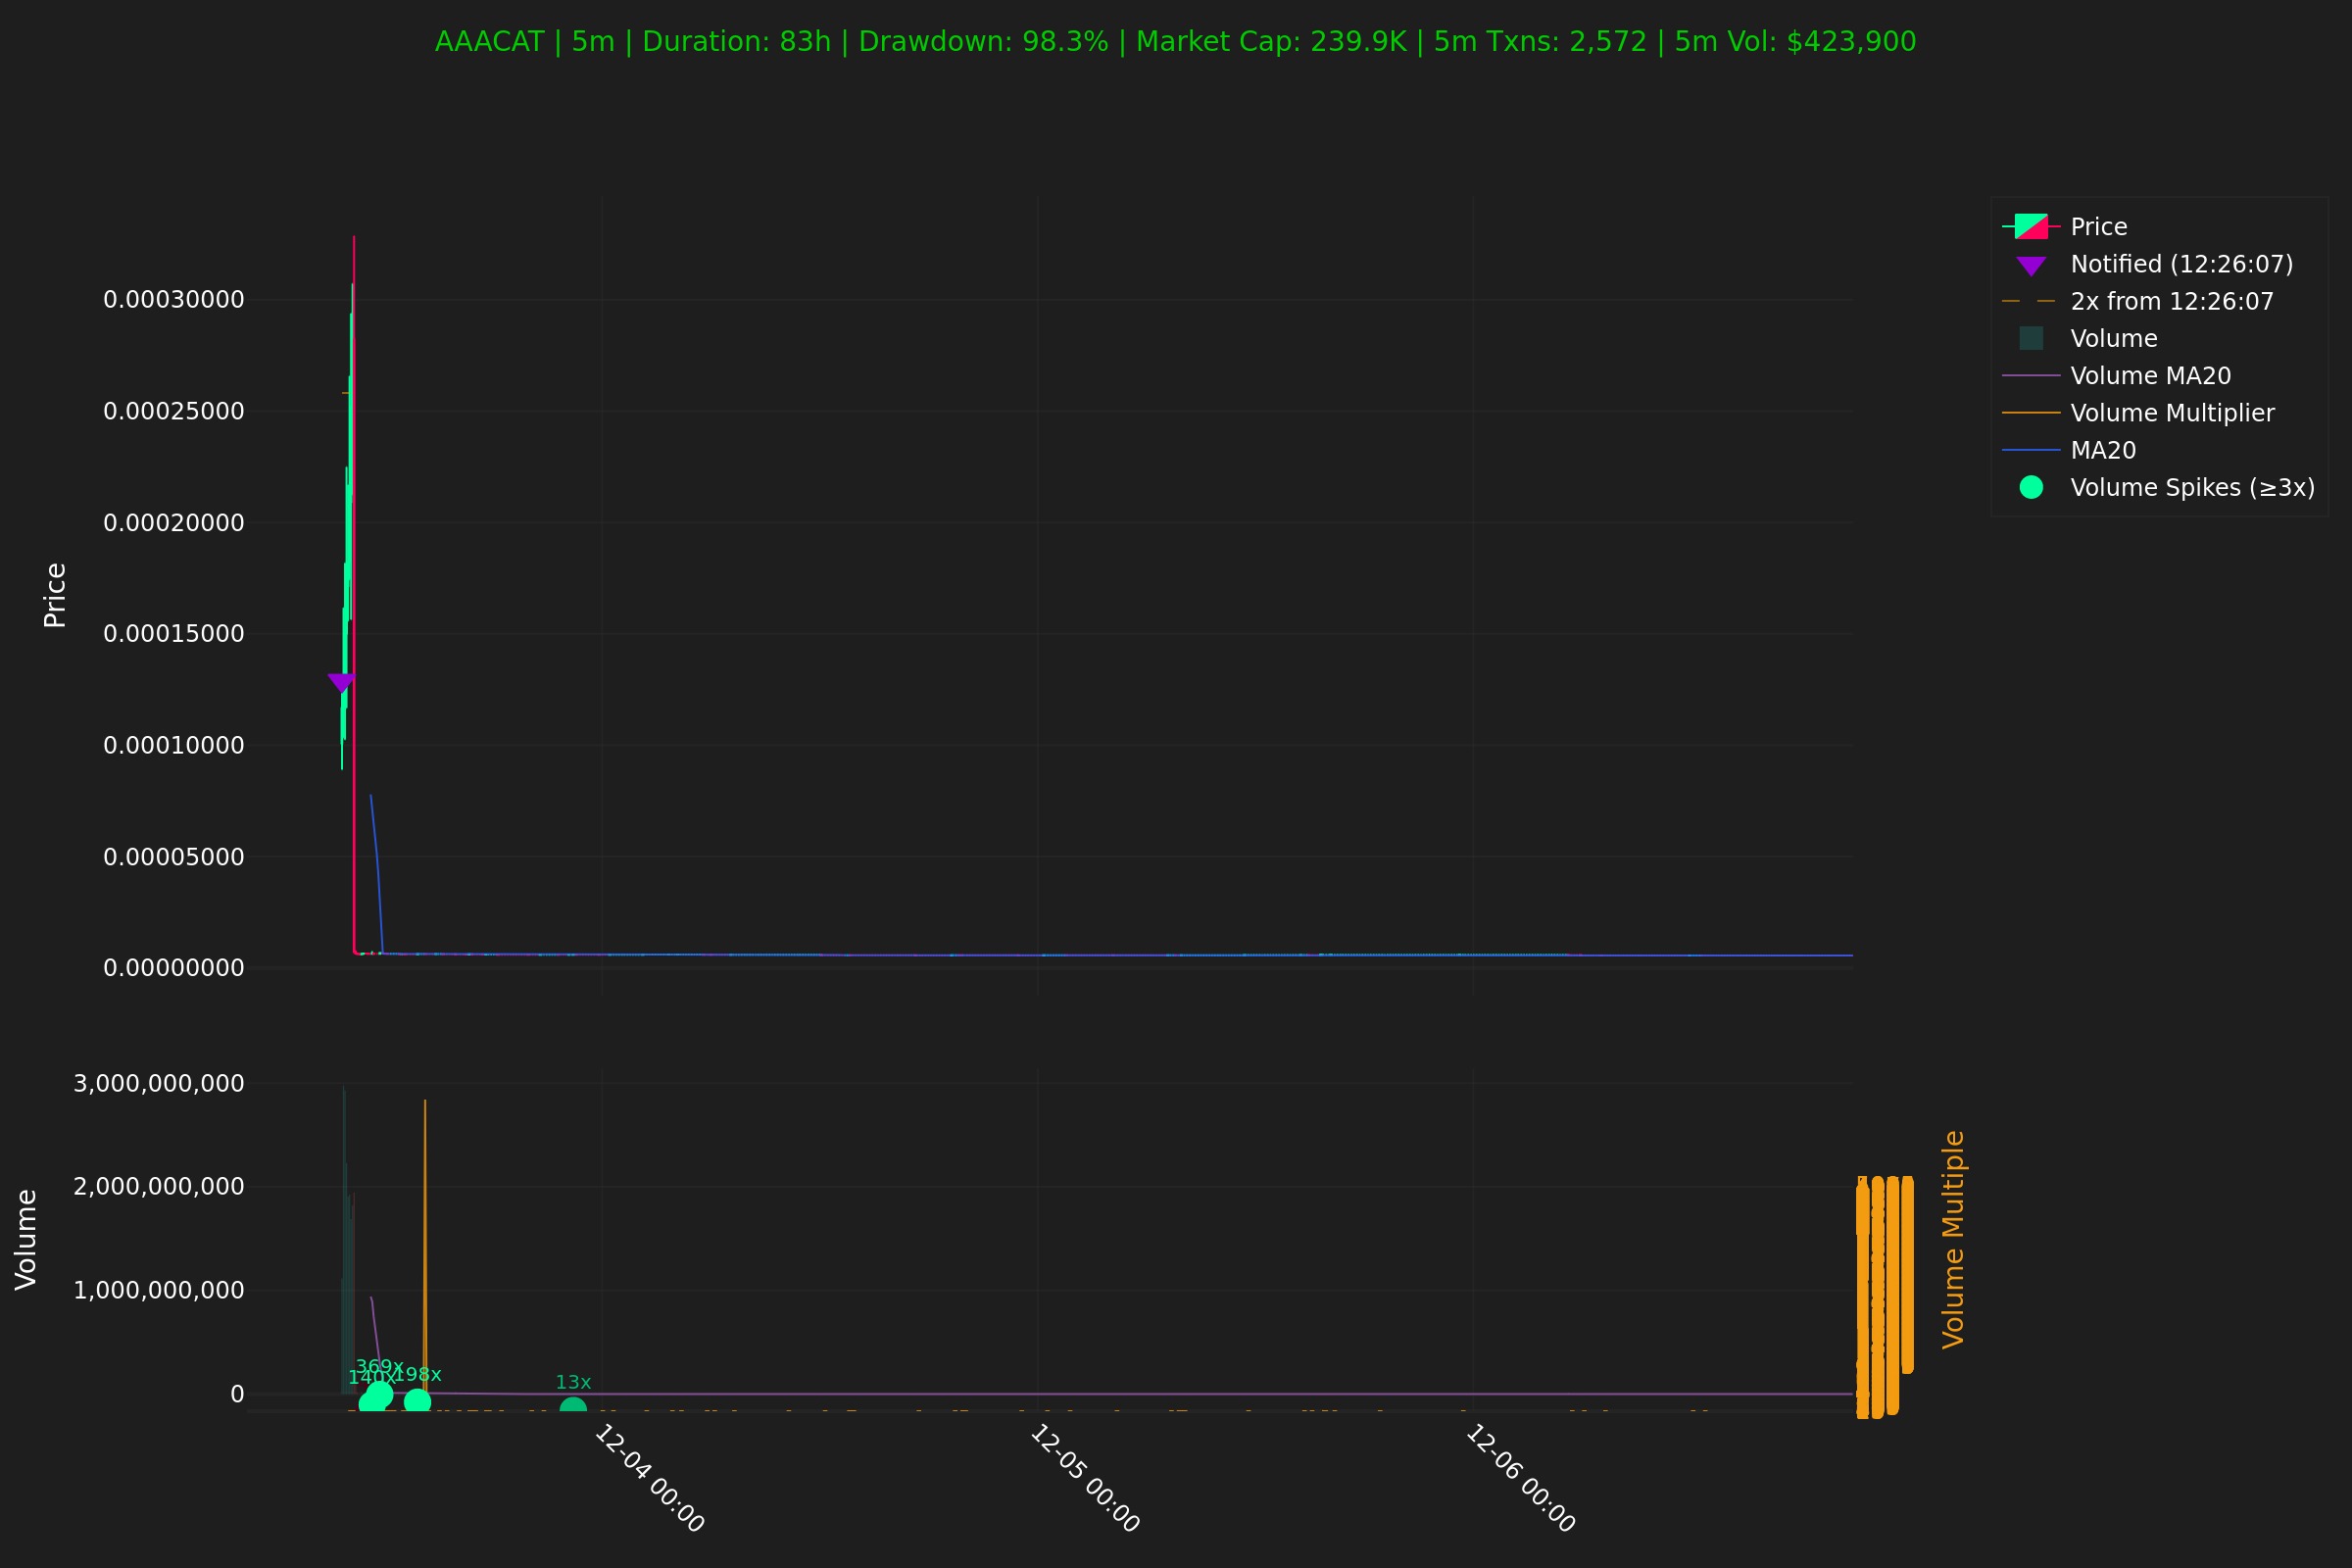 AAACAT | 5m | Duration: 83h | Drawdown: 98.3% | Market Cap: 239.9K | 5m Txns: 2,572 | 5m Vol: $423,900
Price
0.00030000
0.00025000
0.00020000
0.00015000
0.00010000
0.00005000
0.00000000
Price
Notified (12:26:07)
2x from 12:26:07
Volume
Volume MA20
Volume Multiplier
MA20
Volume Spikes (≥3x)
Volume
3,000,000,000
2,000,000,000
1,000,000,000
0
369x
140x
198x
13x
Volume Multiple
12-04 00:00
12-05 00:00
12-06 00:00